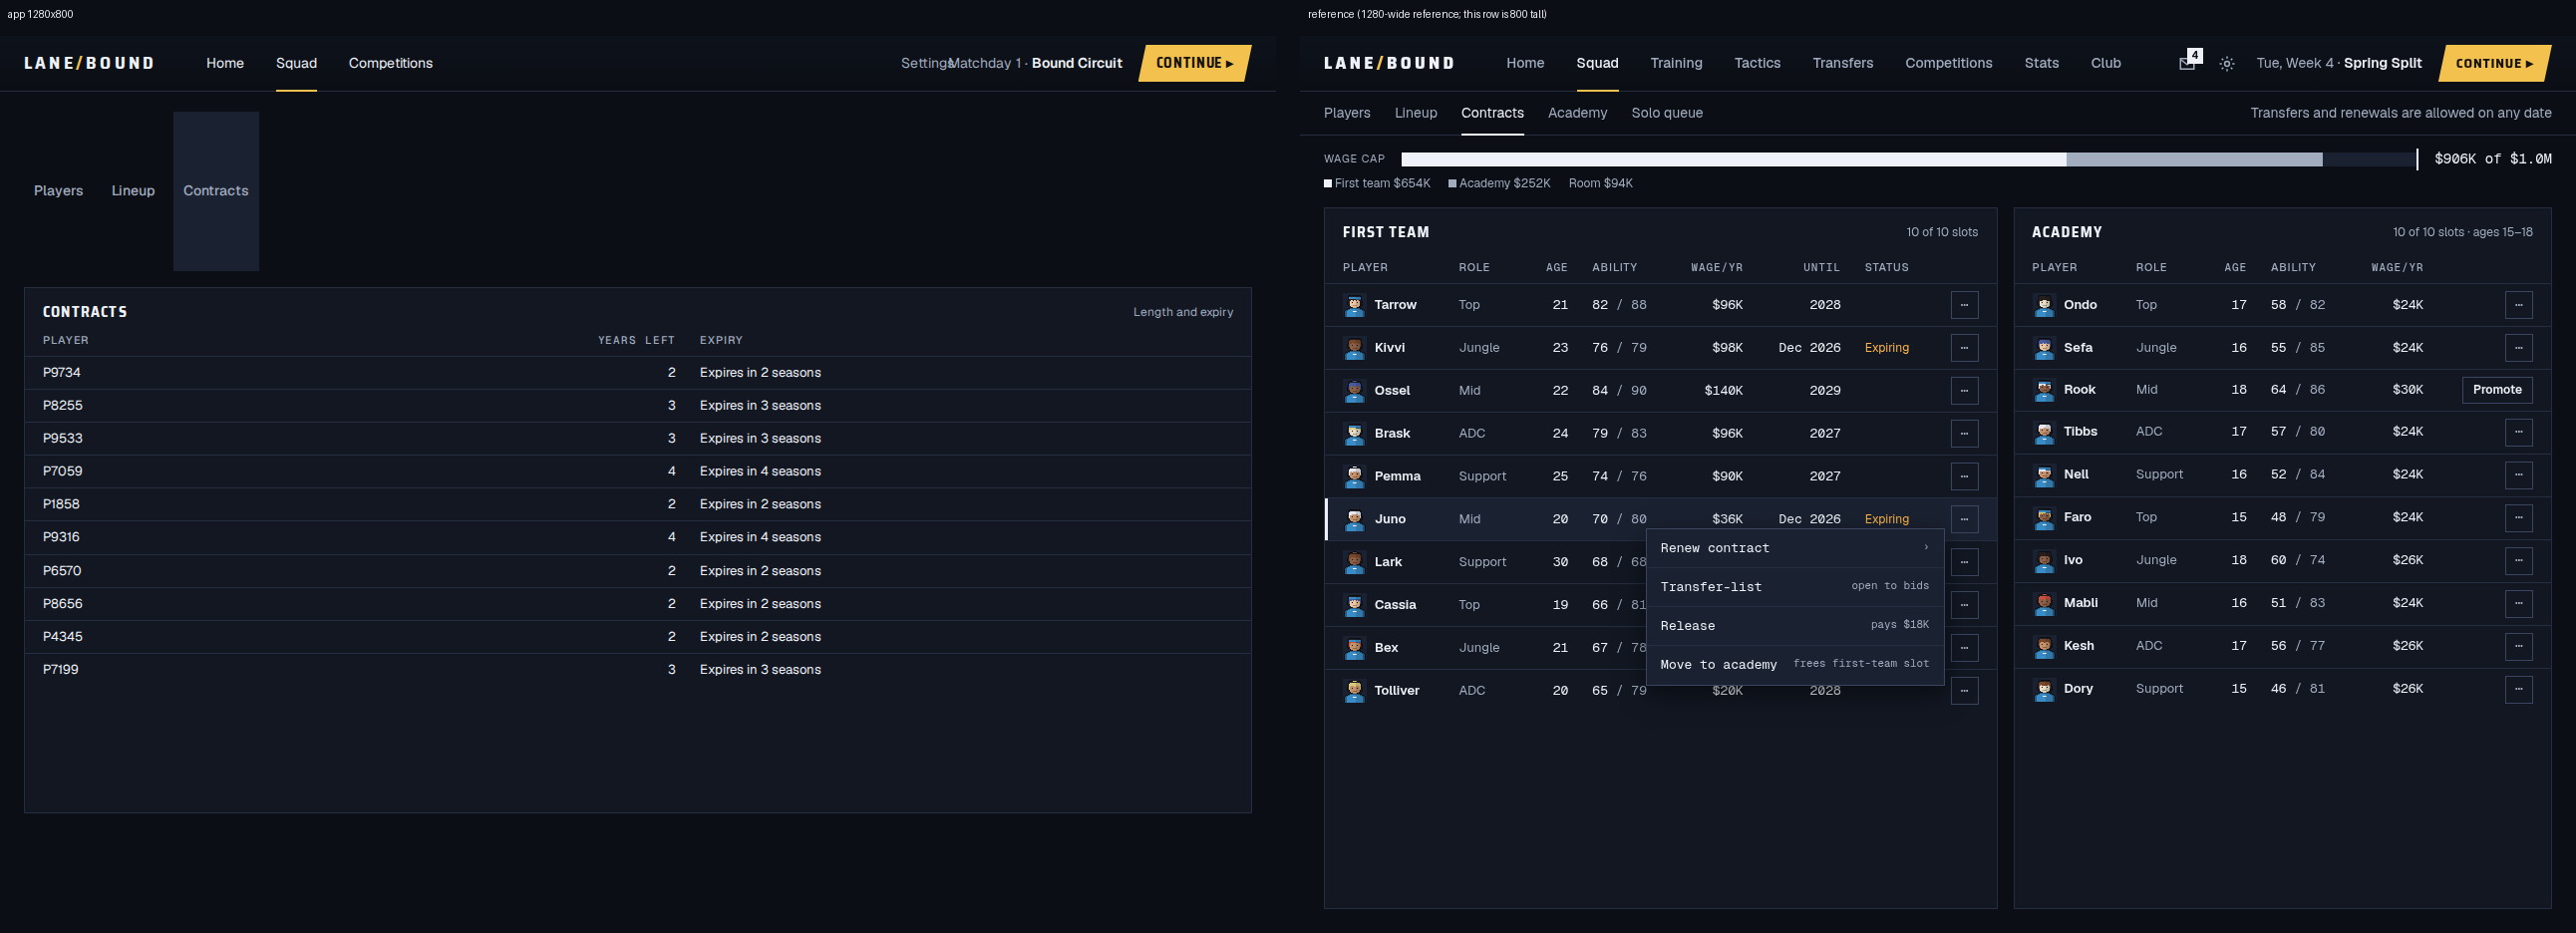 app 1280x800
LANE/BOUND Home Squad Competitions Settings Matchday 1 · Bound Circuit CONTINUE ▸
Players Lineup Contracts
CONTRACTS Length and expiry
PLAYER YEARS LEFT EXPIRY
P9734 2 Expires in 2 seasons
P8255 3 Expires in 3 seasons
P9533 3 Expires in 3 seasons
P7059 4 Expires in 4 seasons
P1858 2 Expires in 2 seasons
P9316 4 Expires in 4 seasons
P6570 2 Expires in 2 seasons
P8656 2 Expires in 2 seasons
P4345 2 Expires in 2 seasons
P7199 3 Expires in 3 seasons
reference (1280-wide reference; this row is 800 tall)
LANE/BOUND Home Squad Training Tactics Transfers Competitions Stats Club 4 Tue, Week 4 · Spring Split CONTINUE ▸
Players Lineup Contracts Academy Solo queue Transfers and renewals are allowed on any date
WAGE CAP $906K of $1.0M
First team $654K Academy $252K Room $94K
FIRST TEAM 10 of 10 slots
PLAYER ROLE AGE ABILITY WAGE/YR UNTIL STATUS
Tarrow Top 21 82 / 88 $96K 2028 ···
Kivvi Jungle 23 76 / 79 $98K Dec 2026 Expiring ···
Ossel Mid 22 84 / 90 $140K 2029 ···
Brask ADC 24 79 / 83 $96K 2027 ···
Pemma Support 25 74 / 76 $90K 2027 ···
Juno Mid 20 70 / 80 $36K Dec 2026 Expiring ···
Lark Support 30 68 / 68 ···
Cassia Top 19 66 / 81 ···
Bex Jungle 21 67 / 78 ···
Tolliver ADC 20 65 / 79 $20K 2028 ···
Renew contract ›
Transfer-list open to bids
Release pays $18K
Move to academy frees first-team slot
ACADEMY 10 of 10 slots · ages 15–18
PLAYER ROLE AGE ABILITY WAGE/YR
Ondo Top 17 58 / 82 $24K ···
Sefa Jungle 16 55 / 85 $24K ···
Rook Mid 18 64 / 86 $30K Promote
Tibbs ADC 17 57 / 80 $24K ···
Nell Support 16 52 / 84 $24K ···
Faro Top 15 48 / 79 $24K ···
Ivo Jungle 18 60 / 74 $26K ···
Mabli Mid 16 51 / 83 $24K ···
Kesh ADC 17 56 / 77 $26K ···
Dory Support 15 46 / 81 $26K ···